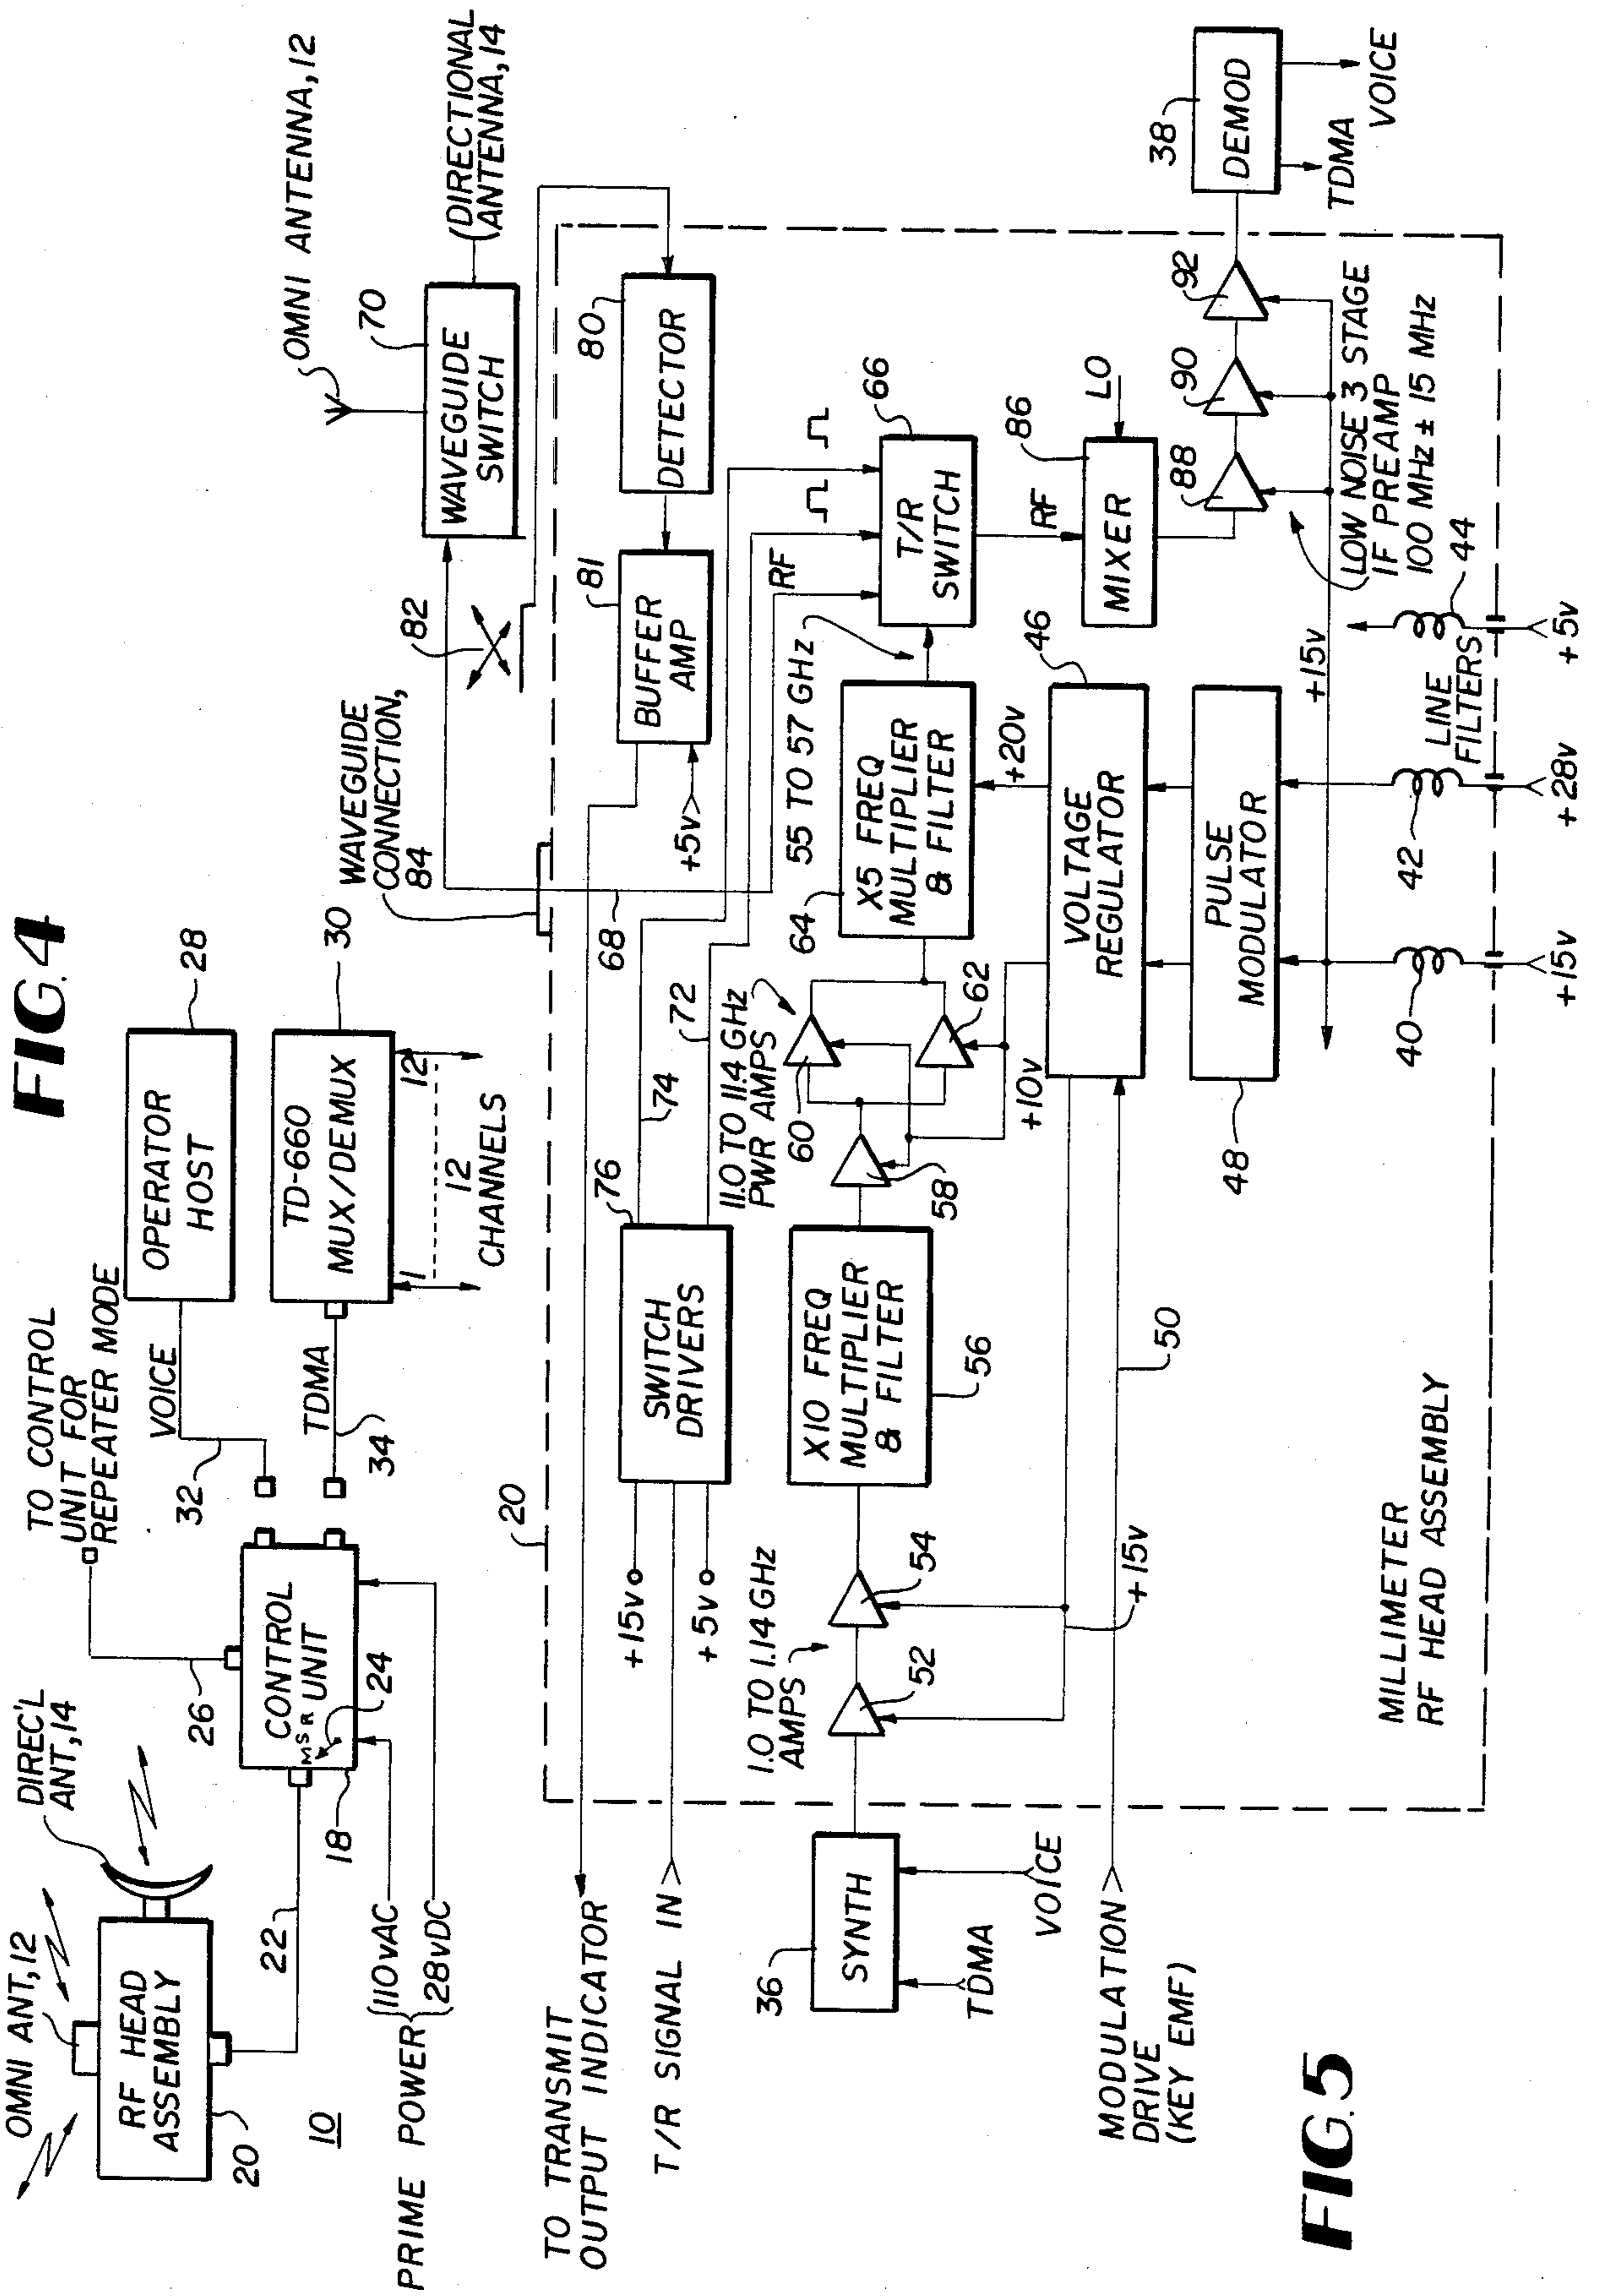 FIG. 4
OMNI ANT, 12
DIREC'L
ANT, 14
RF HEAD
ASSEMBLY
20
10
22
PRIME POWER
110vAC
28vDC
18
CONTROL
UNIT
M S R
24
26
TO CONTROL
UNIT FOR
REPEATER MODE
VOICE
32
TDMA
34
OPERATOR
HOST
28
TD-660
MUX/DEMUX
30
1
12
12
CHANNELS
FIG. 5
OMNI ANTENNA, 12
(DIRECTIONAL
ANTENNA, 14
WAVEGUIDE
SWITCH
70
82
WAVEGUIDE
CONNECTION,
84
TO TRANSMIT
OUTPUT INDICATOR
20
BUFFER
AMP
81
+5v
DETECTOR
80
T/R SIGNAL IN
+15v
+5v
SWITCH
DRIVERS
76
74
72
68
RF
T/R
SWITCH
66
SYNTH
36
TDMA
VOICE
1.0 TO 1.14 GHz
AMPS
52
54
X10 FREQ
MULTIPLIER
& FILTER
56
58
11.0 TO 11.4 GHz
PWR AMPS
60
62
X5 FREQ
MULTIPLIER
& FILTER
64
55 TO 57 GHz
RF
MIXER
86
LO
88
90
92
DEMOD
38
TDMA
VOICE
LOW NOISE 3 STAGE
IF PREAMP
100 MHz ± 15 MHz
MODULATION
DRIVE
(KEY EMF)
50
+15v
+10v
+20v
VOLTAGE
REGULATOR
46
PULSE
MODULATOR
48
+15v
40
42
44
LINE
FILTERS
+15v
+28v
+5v
MILLIMETER
RF HEAD ASSEMBLY